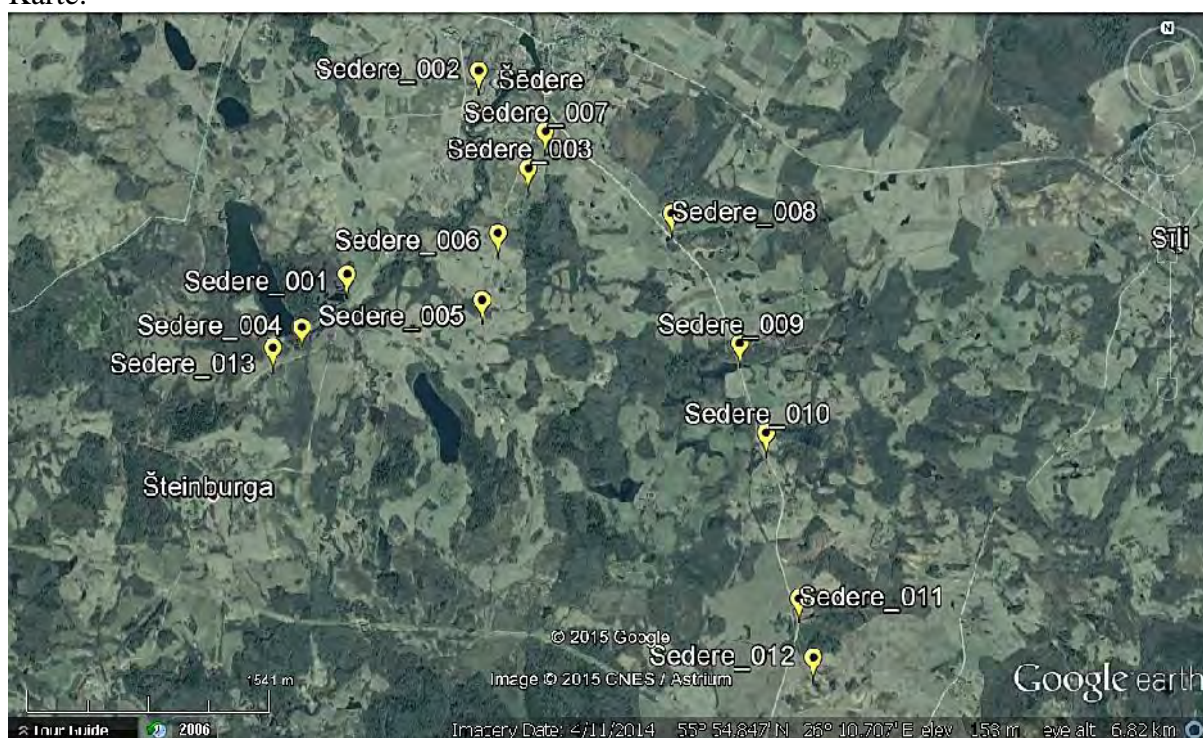 Karte:
N
Sedere_002
Šēdere
Sedere_007
Sedere_003
Sedere_008
Sedere_006
Sīļi
Sedere_001
Sedere_005
Sedere_004
Sedere_009
Sedere_013
Sedere_010
Šteinburga
Sedere_011
© 2015 Google
Sedere_012
Image © 2015 CNES / Astrium
Google earth
1541 m
Tour Guide
2006
Imagery Date: 4/11/2014 55° 54.847' N 26° 10.707' E elev 158 m eye alt 6.82 km